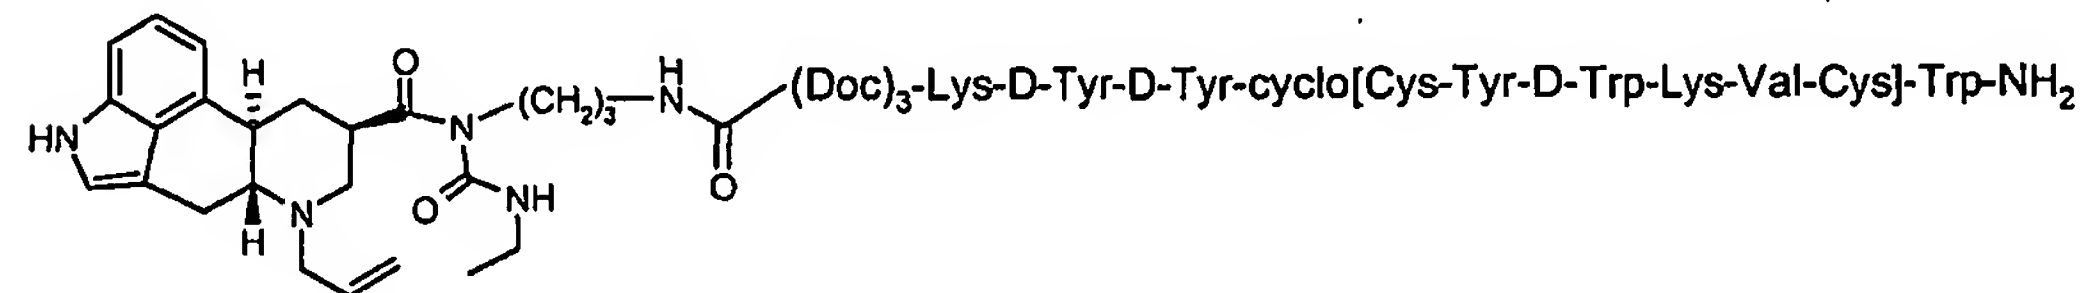 H
O
H
(CH2)3
N
(Doc)3-Lys-D-Tyr-D-Tyr-cyclo[Cys-Tyr-D-Trp-Lys-Val-Cys]-Trp-NH2
HN
N
O
O
NH
N
H